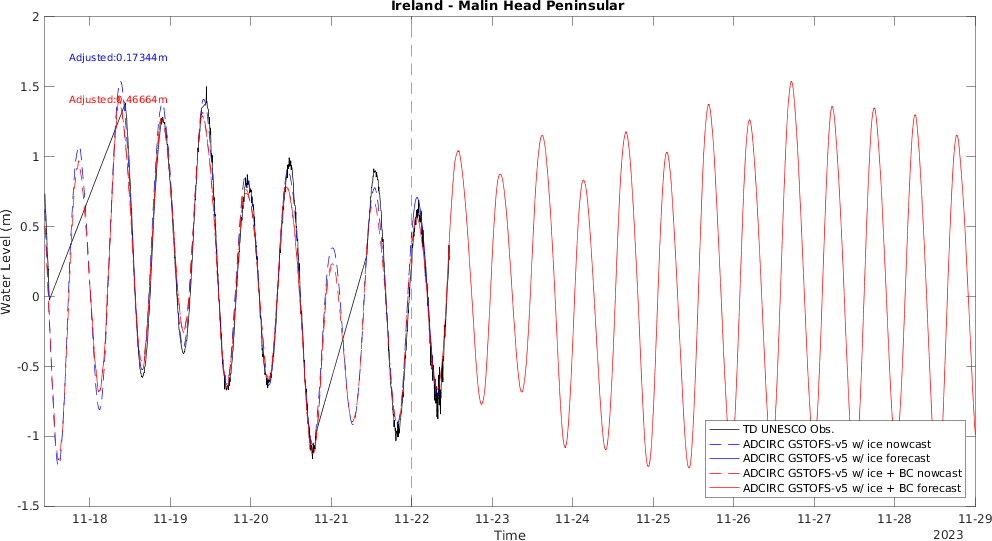 Ireland - Malin Head Peninsular
Adjusted:0.17344m
Adjusted:0.46664m
Water Level (m)
2
1.5
1
0.5
0
-0.5
-1
-1.5
TD UNESCO Obs.
ADCIRC GSTOFS-v5 w/ ice nowcast
ADCIRC GSTOFS-v5 w/ ice forecast
ADCIRC GSTOFS-v5 w/ ice + BC nowcast
ADCIRC GSTOFS-v5 w/ ice + BC forecast
11-18 11-19 11-20 11-21 11-22 11-23 11-24 11-25 11-26 11-27 11-28 11-29
Time
2023